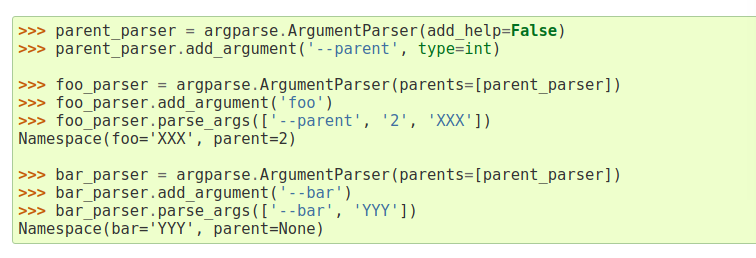 >>> parent_parser = argparse.ArgumentParser(add_help=False)
>>> parent_parser.add_argument('--parent', type=int)
>>> foo_parser = argparse.ArgumentParser(parents=[parent_parser])
>>> foo_parser.add_argument('foo')
>>> foo_parser.parse_args(['--parent', '2', 'XXX'])
Namespace(foo='XXX', parent=2)
>>> bar_parser = argparse.ArgumentParser(parents=[parent_parser])
>>> bar_parser.add_argument('--bar')
>>> bar_parser.parse_args(['--bar', 'YYY'])
Namespace(bar='YYY', parent=None)